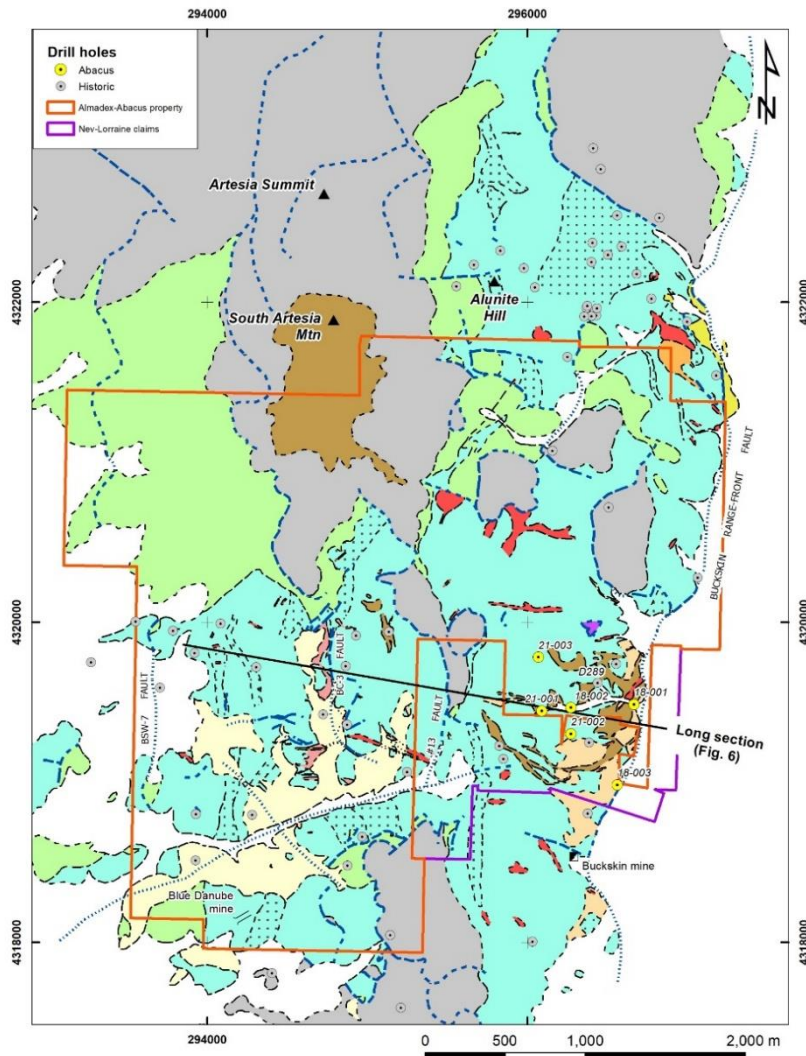 294000
296000
Drill holes
Abacus
Historic
Almadex-Abacus property
Nev-Lorraine claims
N
Artesia Summit
4322000
4322000
South Artesia
Mtn
Alunite
Hill
BUCKSKIN RANGE-FRONT FAULT
4320000
4320000
BC-3 FAULT
21-003
D289
21-001
18-002
18-001
BSW-7 FAULT
FAULT
21-002
Long section
(Fig. 6)
18-003
Buckskin mine
Blue Danube
mine
4318000
4318000
294000
0 500 1,000 2,000 m